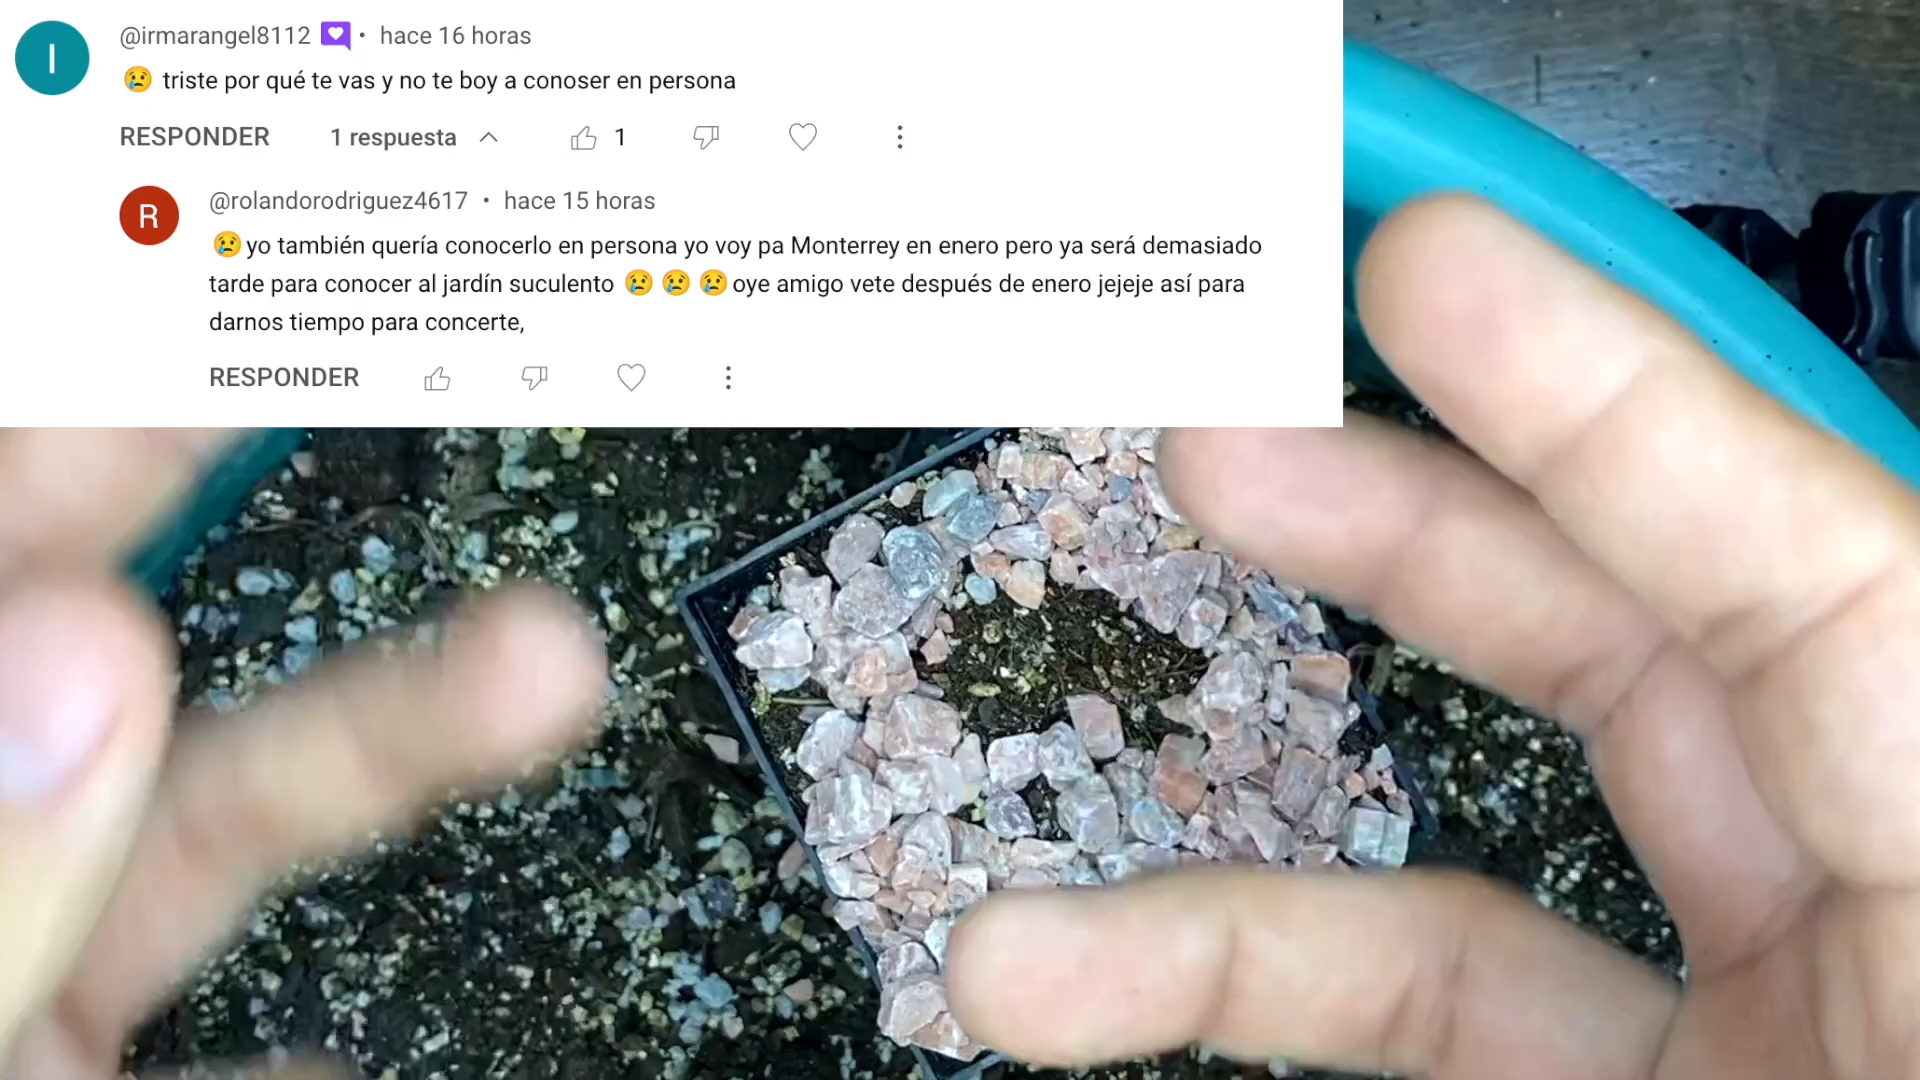 I
@irmarangel8112 • hace 16 horas
😢 triste por qué te vas y no te boy a conoser en persona
RESPONDER 1 respuesta 1
R
@rolandorodriguez4617 • hace 15 horas
😢yo también quería conocerlo en persona yo voy pa Monterrey en enero pero ya será demasiado
tarde para conocer al jardín suculento 😢 😢 😢 oye amigo vete después de enero jejeje así para
darnos tiempo para concerte,
RESPONDER